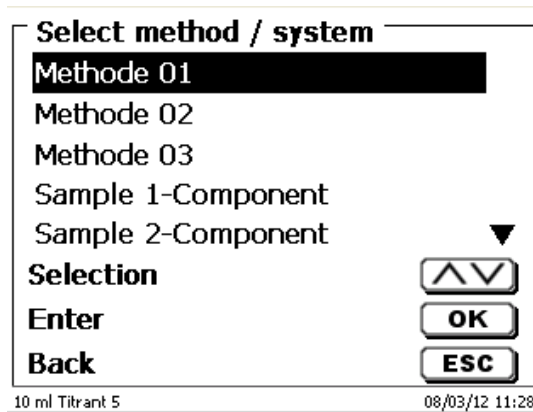 Select method / system
Methode 01
Methode 02
Methode 03
Sample 1-Component
Sample 2-Component
Selection
Enter OK
Back ESC
10 ml Titrant 5 08/03/12 11:28